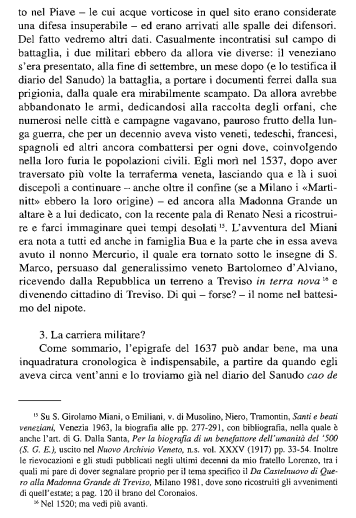 to nel Piave – le cui acque vorticose in quel sito erano considerate
una difesa insuperabile – ed erano arrivati alle spalle dei difensori.
Del fatto vedremo altri dati. Casualmente incontratisi sul campo di
battaglia, i due militari ebbero da allora vie diverse: il veneziano
s'era presentato, alla fine di settembre, un mese dopo (e lo testifica il
diario del Sanudo) la battaglia, a portare i documenti ferrei dalla sua
prigionia, dalla quale era mirabilmente scampato. Da allora avrebbe
abbandonato le armi, dedicandosi alla raccolta degli orfani, che
numerosi nelle città e campagne vagavano, pauroso frutto della lun-
ga guerra, che per un decennio aveva visto veneti, tedeschi, francesi,
spagnoli ed altri ancora combattersi per ogni dove, coinvolgendo
nella loro furia le popolazioni civili. Egli morì nel 1537, dopo aver
traversato più volte la terraferma veneta, lasciando qua e là i suoi
discepoli a continuare – anche oltre il confine (se a Milano i «Marti-
nitt» ebbero la loro origine) – ed ancora alla Madonna Grande un
altare è a lui dedicato, con la recente pala di Renato Nesi a ricostrui-
re e farci immaginare quei tempi desolati 15. L'avventura del Miani
era nota a tutti ed anche in famiglia Bua e la parte che in essa aveva
avuto il nonno Mercurio, il quale era tornato sotto le insegne di S.
Marco, persuaso dal generalissimo veneto Bartolomeo d'Alviano,
ricevendo dalla Repubblica un terreno a Treviso in terra nova 16 e
divenendo cittadino di Treviso. Di qui – forse? – il nome nel battesi-
mo del nipote.
3. La carriera militare?
Come sommario, l'epigrafe del 1637 può andar bene, ma una
inquadratura cronologica è indispensabile, a partire da quando egli
aveva circa vent'anni e lo troviamo già nel diario del Sanudo cao de
15 Su S. Girolamo Miani, o Emiliani, v. di Musolino, Niero, Tramontin, Santi e beati
veneziani, Venezia 1963, la biografia alle pp. 277-291, con bibliografia, nella quale è
anche l'art. di G. Dalla Santa, Per la biografia di un benefattore dell'umanità del '500
(S. G. E.), uscito nel Nuovo Archivio Veneto, n.s. vol. XXXV (1917) pp. 33-54. Inoltre
le rievocazioni e gli studi pubblicati negli ultimi decenni da mio fratello Lorenzo, tra i
quali mi pare di dover segnalare proprio per il tema specifico il Da Castelnuovo di Que-
ro alla Madonna Grande di Treviso, Milano 1981, dove sono ricostruiti gli avvenimenti
di quell'estate; a pag. 120 il brano del Coronaios.
16 Nel 1520; ma vedi più avanti.